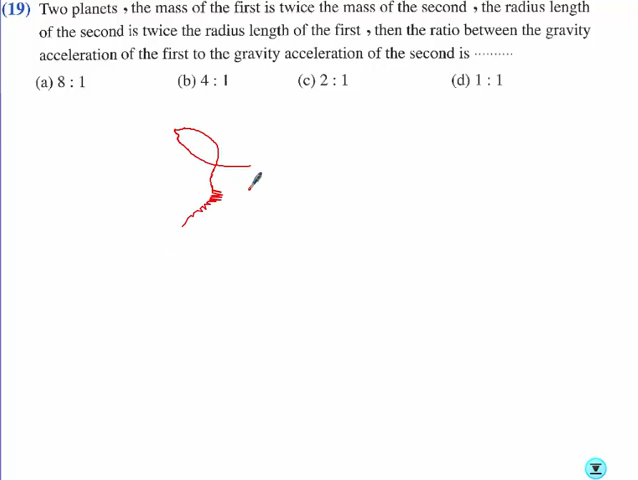 (19) Two planets , the mass of the first is twice the mass of the second , the radius length
of the second is twice the radius length of the first , then the ratio between the gravity
acceleration of the first to the gravity acceleration of the second is ··········
(a) 8 : 1 (b) 4 : 1 (c) 2 : 1 (d) 1 : 1